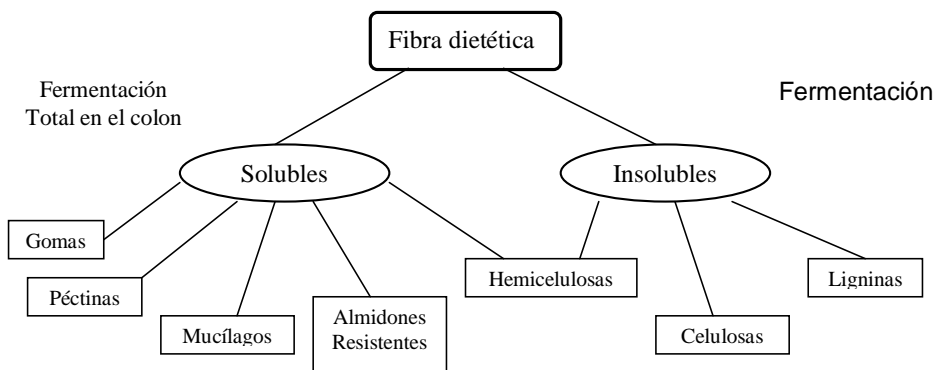 Fibra dietética
Fermentación
Total en el colon
Fermentación
Solubles
Insolubles
Gomas
Péctinas
Mucílagos
Almidones
Resistentes
Hemicelulosas
Celulosas
Ligninas